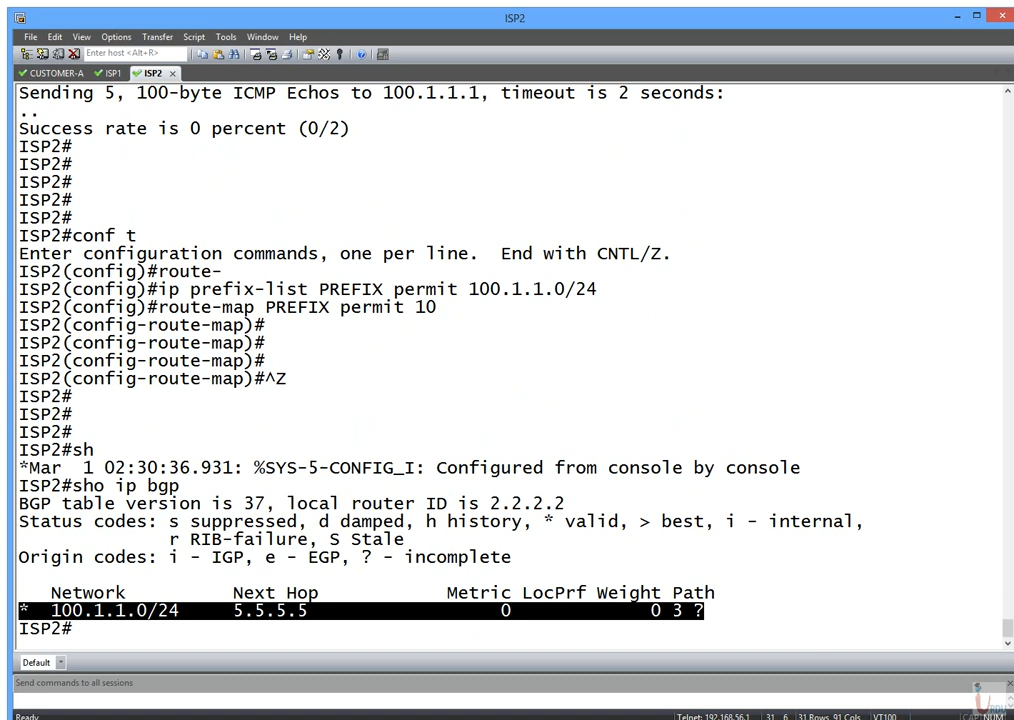 ISP2
File Edit View Options Transfer Script Tools Window Help
Enter host <Alt+R>
CUSTOMER-A ISP1 ISP2
Sending 5, 100-byte ICMP Echos to 100.1.1.1, timeout is 2 seconds:
..
Success rate is 0 percent (0/2)
ISP2#
ISP2#
ISP2#
ISP2#
ISP2#
ISP2#conf t
Enter configuration commands, one per line.  End with CNTL/Z.
ISP2(config)#route-
ISP2(config)#ip prefix-list PREFIX permit 100.1.1.0/24
ISP2(config)#route-map PREFIX permit 10
ISP2(config-route-map)#
ISP2(config-route-map)#
ISP2(config-route-map)#
ISP2(config-route-map)#^Z
ISP2#
ISP2#
ISP2#
ISP2#sh
*Mar  1 02:30:36.931: %SYS-5-CONFIG_I: Configured from console by console
ISP2#sho ip bgp
BGP table version is 37, local router ID is 2.2.2.2
Status codes: s suppressed, d damped, h history, * valid, > best, i - internal,
r RIB-failure, S Stale
Origin codes: i - IGP, e - EGP, ? - incomplete
Network Next Hop Metric LocPrf Weight Path
* 100.1.1.0/24 5.5.5.5 0 0 3 ?
ISP2#
Default
Send commands to all sessions
Ready Telnet: 192.168.56.1 31, 6 31 Rows, 91 Cols VT100 CAP NUM